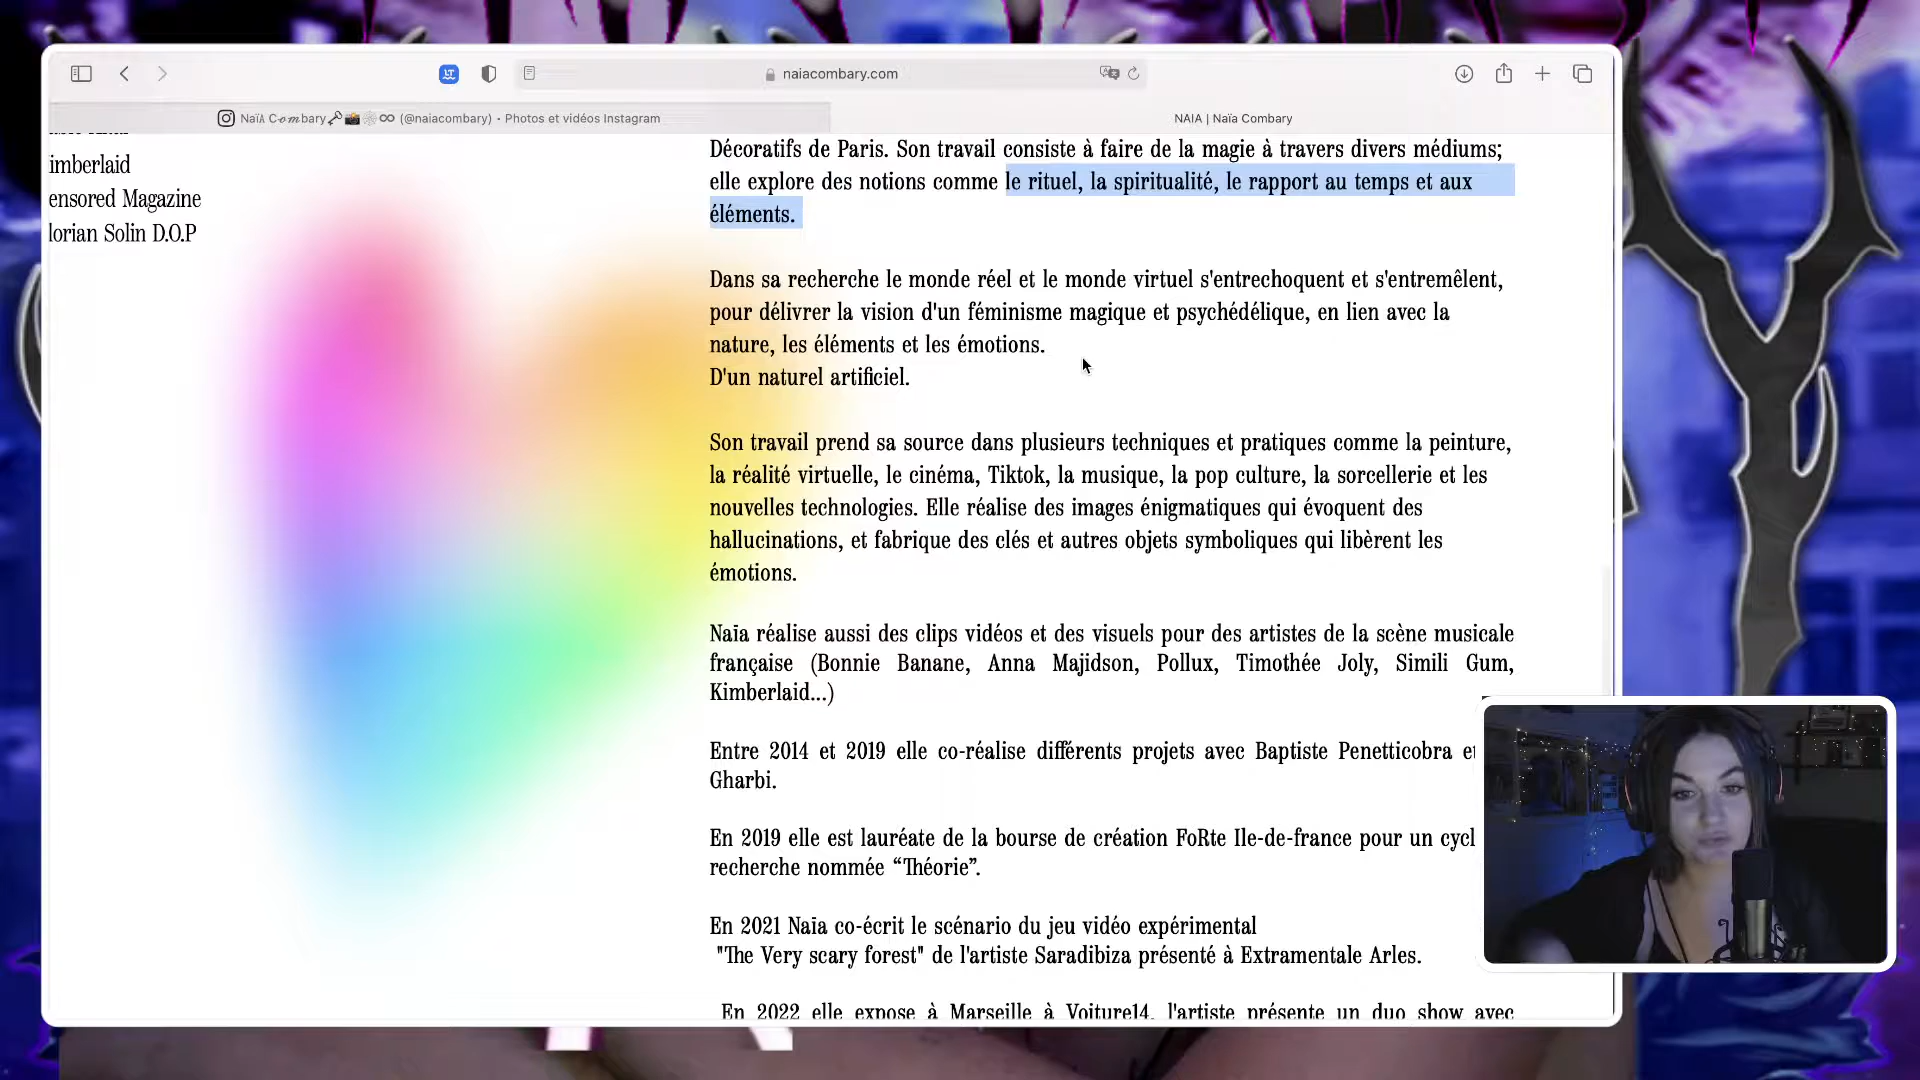 naiacombary.com
(@naiacombary) • Photos et vidéos Instagram
NAIA | Naïa Combary
imberlaid
ensored Magazine
lorian Solin D.O.P
Décoratifs de Paris. Son travail consiste à faire de la magie à travers divers médiums;
elle explore des notions comme le rituel, la spiritualité, le rapport au temps et aux
éléments.
Dans sa recherche le monde réel et le monde virtuel s'entrechoquent et s'entremêlent,
pour délivrer la vision d'un féminisme magique et psychédélique, en lien avec la
nature, les éléments et les émotions.
D'un naturel artificiel.
Son travail prend sa source dans plusieurs techniques et pratiques comme la peinture,
la réalité virtuelle, le cinéma, Tiktok, la musique, la pop culture, la sorcellerie et les
nouvelles technologies. Elle réalise des images énigmatiques qui évoquent des
hallucinations, et fabrique des clés et autres objets symboliques qui libèrent les
émotions.
Naïa réalise aussi des clips vidéos et des visuels pour des artistes de la scène musicale
française (Bonnie Banane, Anna Majidson, Pollux, Timothée Joly, Simili Gum,
Kimberlaid...)
Entre 2014 et 2019 elle co-réalise différents projets avec Baptiste Penetticobra et
Gharbi.
En 2019 elle est lauréate de la bourse de création FoRte Ile-de-france pour un cycl
recherche nommée “Théorie”.
En 2021 Naïa co-écrit le scénario du jeu vidéo expérimental
"The Very scary forest" de l'artiste Saradibiza présenté à Extramentale Arles.
En 2022 elle expose à Marseille à Voiture14. l'artiste présente un duo show avec